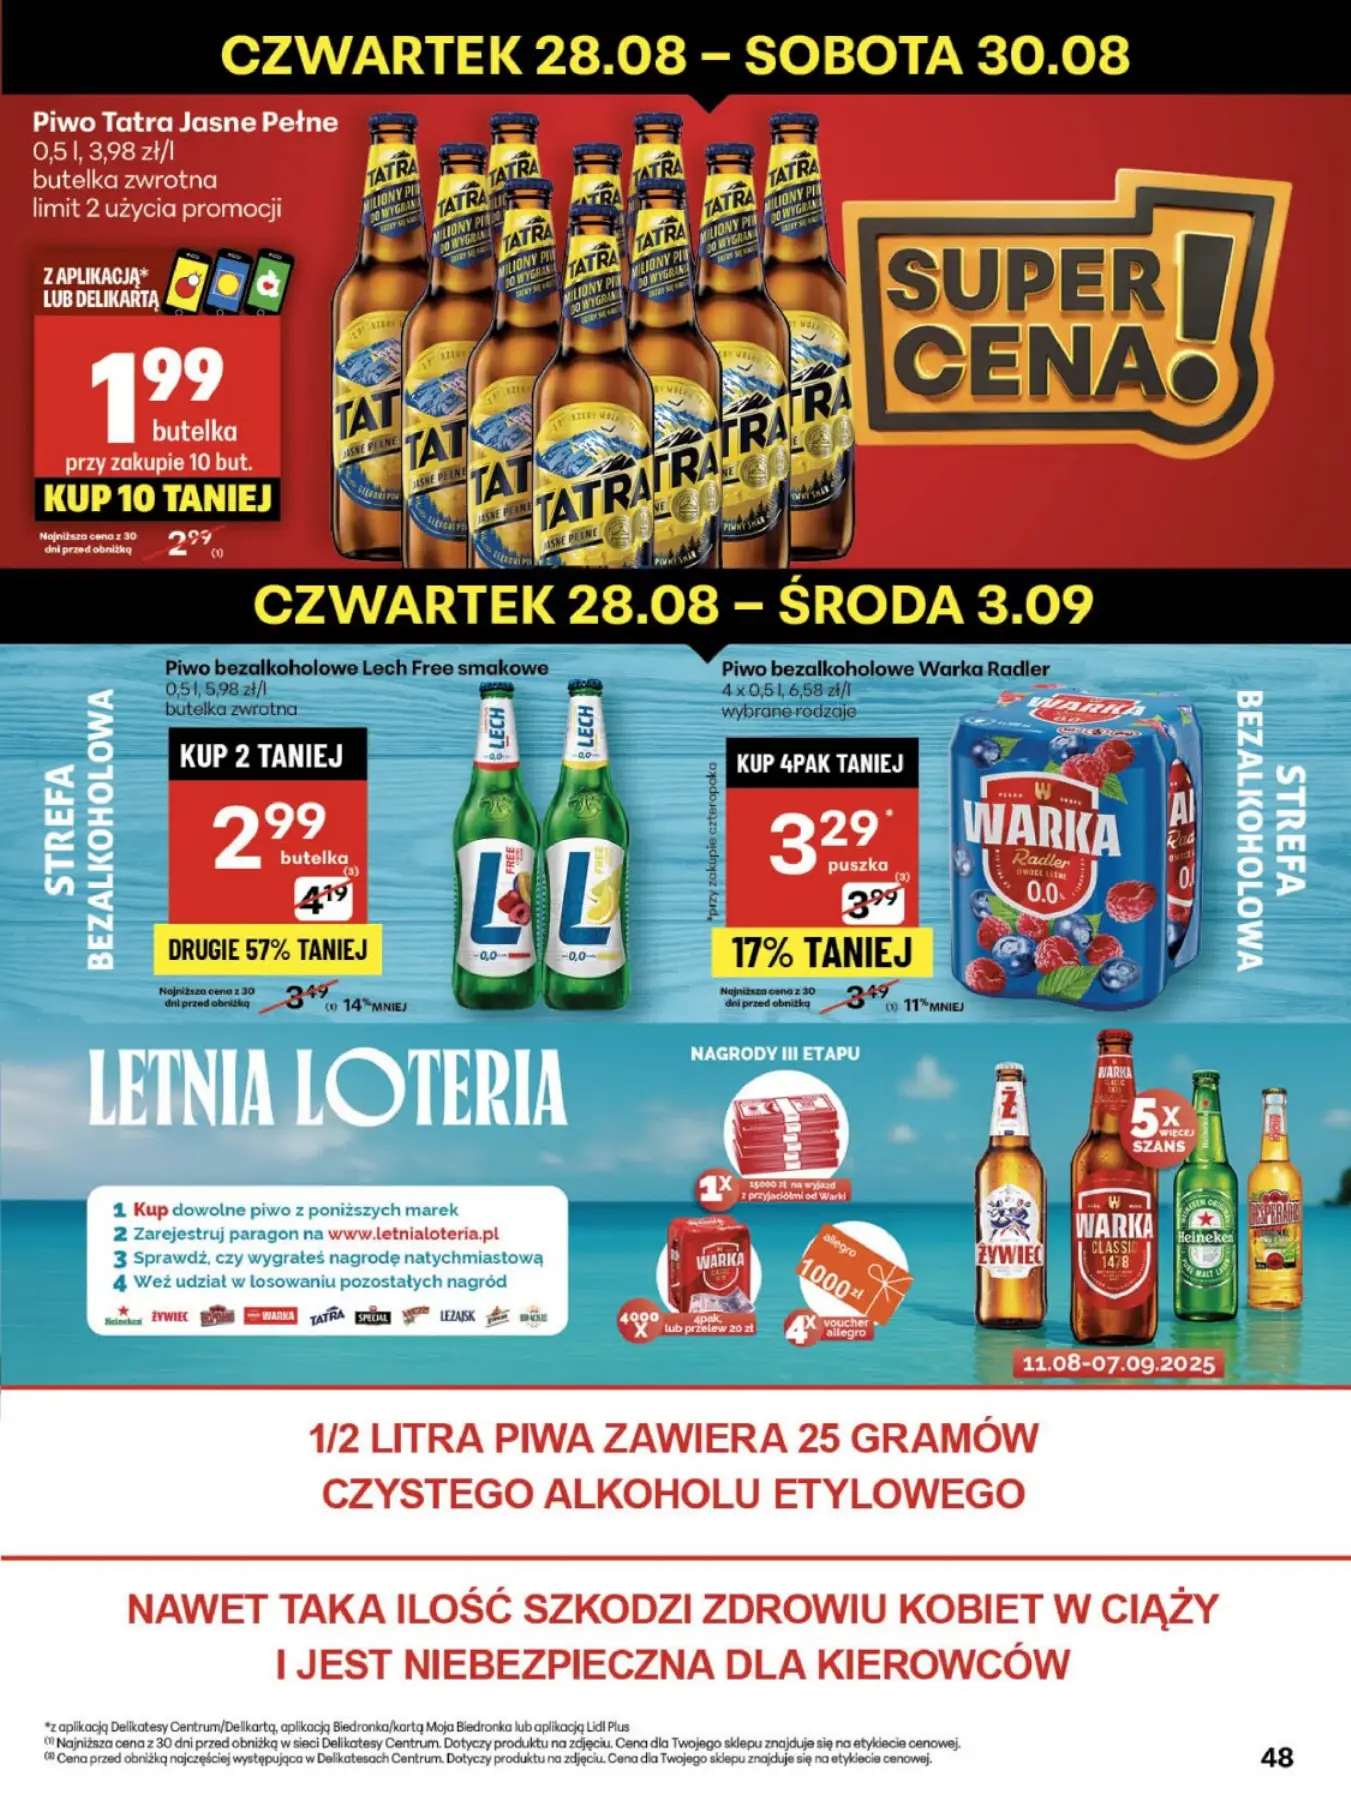 CZWARTEK 28.08 – SOBOTA 30.08
Piwo Tatra Jasne Pełne
0,5 l, 3,98 zł/l
butelka zwrotna
limit 2 użycia promocji
Z APLIKACJĄ*
LUB DELIKARTĄ
1 99
butelka
przy zakupie 10 but.
KUP 10 TANIEJ
Najniższa cena z 30
dni przed obniżką
2 99 (1)
SUPER
CENA!
CZWARTEK 28.08 – ŚRODA 3.09
STREFA
BEZALKOHOLOWA
Piwo bezalkoholowe Lech Free smakowe
0,5 l, 5,98 zł/l
butelka zwrotna
KUP 2 TANIEJ
2 99
butelka
(3)
4 19
DRUGIE 57% TANIEJ
Najniższa cena z 30
dni przed obniżką
3 49 (1) 14% MNIEJ
Piwo bezalkoholowe Warka Radler
4 x 0,5 l, 6,58 zł/l
wybrane rodzaje
*przy zakupie czteropaka
KUP 4PAK TANIEJ
3 29 *
puszka
(3)
3 99
17% TANIEJ
Najniższa cena z 30
dni przed obniżką
3 49 (1) 11% MNIEJ
WARKA
Radler
0.0
STREFA
BEZALKOHOLOWA
LETNIA LOTERIA
1 Kup dowolne piwo z poniższych marek
2 Zarejestruj paragon na www.letnialoteria.pl
3 Sprawdź, czy wygrałeś nagrodę natychmiastową
4 Weź udział w losowaniu pozostałych nagród
Heineken ŻYWIEC DESPERADOS WARKA TATRA SPECJAL LEŻAJSK
NAGRODY III ETAPU
1X
15000 zł na wyjazd
z przyjaciółmi od Warki
WARKA
4000
X
4pak,
lub przelew 20 zł
allegro
1000zł
4X
voucher
allegro
5X
WIĘCEJ
SZANS
ŻYWIEC
WARKA
CLASSIC
1478
Heineken
11.08-07.09.2025
1/2 LITRA PIWA ZAWIERA 25 GRAMÓW
CZYSTEGO ALKOHOLU ETYLOWEGO
NAWET TAKA ILOŚĆ SZKODZI ZDROWIU KOBIET W CIĄŻY
I JEST NIEBEZPIECZNA DLA KIEROWCÓW
*z aplikacją Delikatesy Centrum/Delikartą, aplikacją Biedronka/kartą Moja Biedronka lub aplikacją Lidl Plus
(1) Najniższa cena z 30 dni przed obniżką w sieci Delikatesy Centrum. Dotyczy produktu na zdjęciu. Cena dla Twojego sklepu znajduje się na etykiecie cenowej.
(3) Cena przed obniżką najczęściej występująca w Delikatesach Centrum. Dotyczy produktu na zdjęciu. Cena dla Twojego sklepu znajduje się na etykiecie cenowej.
48